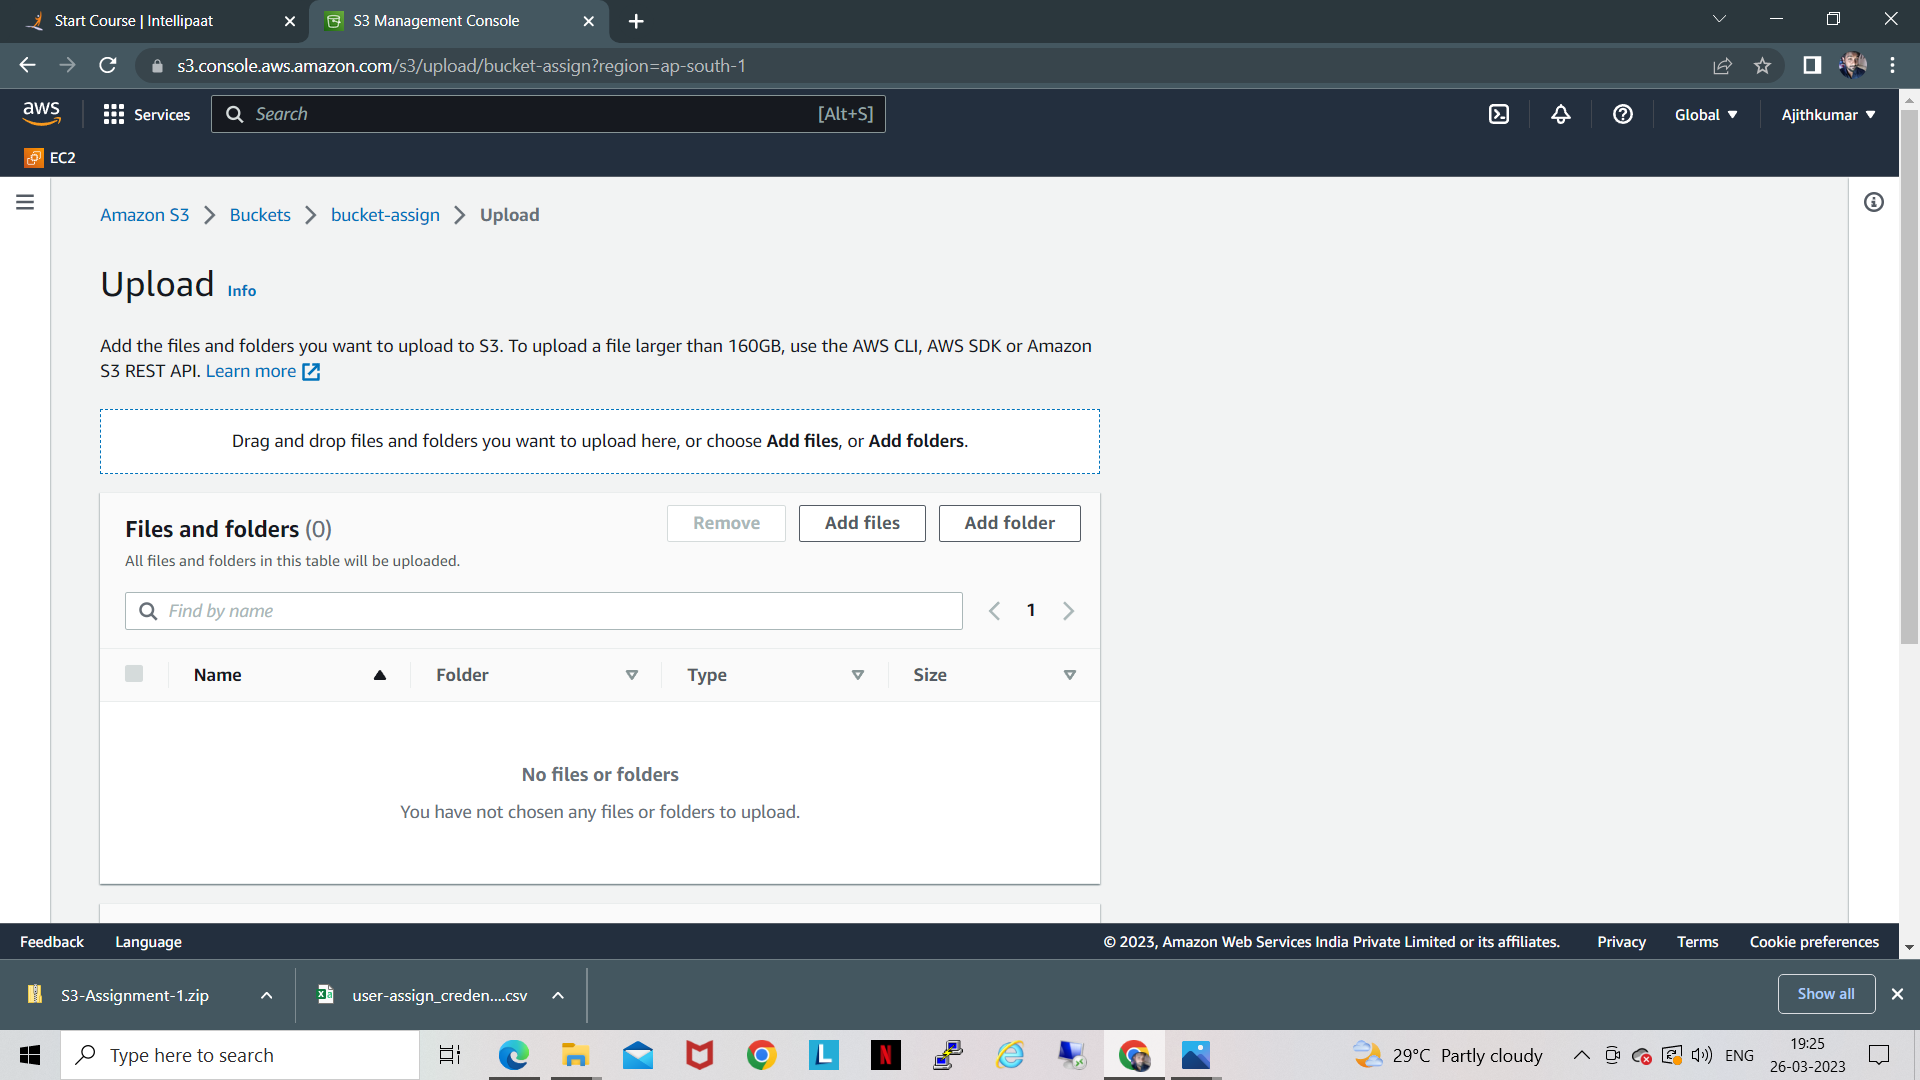 Start Course | Intellipaat
S3 Management Console
s3.console.aws.amazon.com/s3/upload/bucket-assign?region=ap-south-1
aws
Services
Search
[Alt+S]
Global
Ajithkumar
EC2
Amazon S3
Buckets
bucket-assign
Upload
Upload Info
Add the files and folders you want to upload to S3. To upload a file larger than 160GB, use the AWS CLI, AWS SDK or Amazon
S3 REST API. Learn more
Drag and drop files and folders you want to upload here, or choose Add files, or Add folders.
Files and folders (0)
Remove
Add files
Add folder
All files and folders in this table will be uploaded.
Find by name
1
Name
Folder
Type
Size
No files or folders
You have not chosen any files or folders to upload.
Feedback
Language
© 2023, Amazon Web Services India Private Limited or its affiliates.
Privacy
Terms
Cookie preferences
S3-Assignment-1.zip
user-assign_creden....csv
Show all
Type here to search
L
N
29°C Partly cloudy
ENG
19:25
26-03-2023